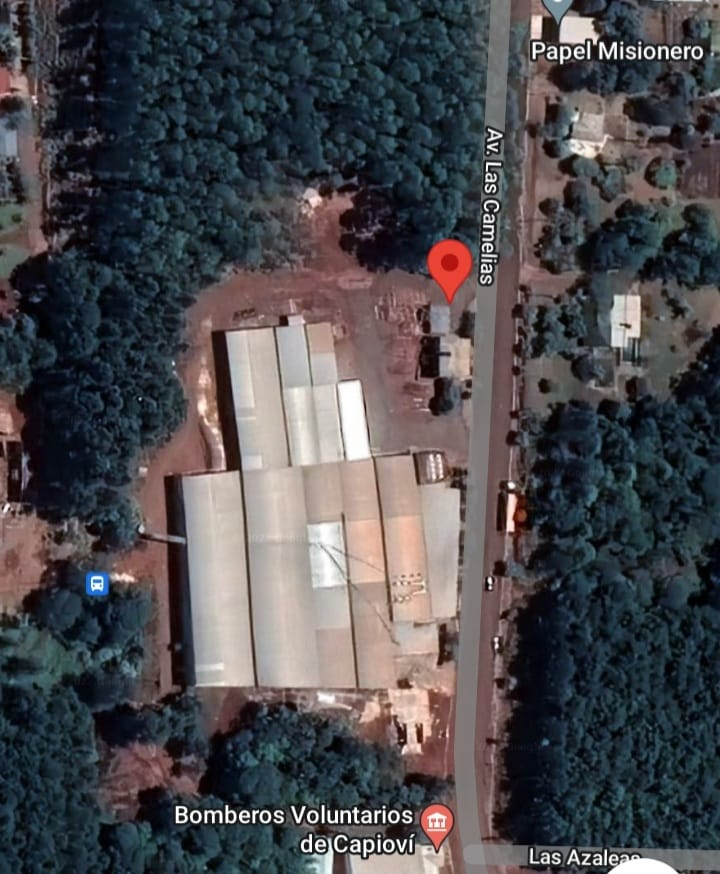 Papel Misionero
Av. Las Camelias
Bomberos Voluntarios
de Capioví
Las Azaleas